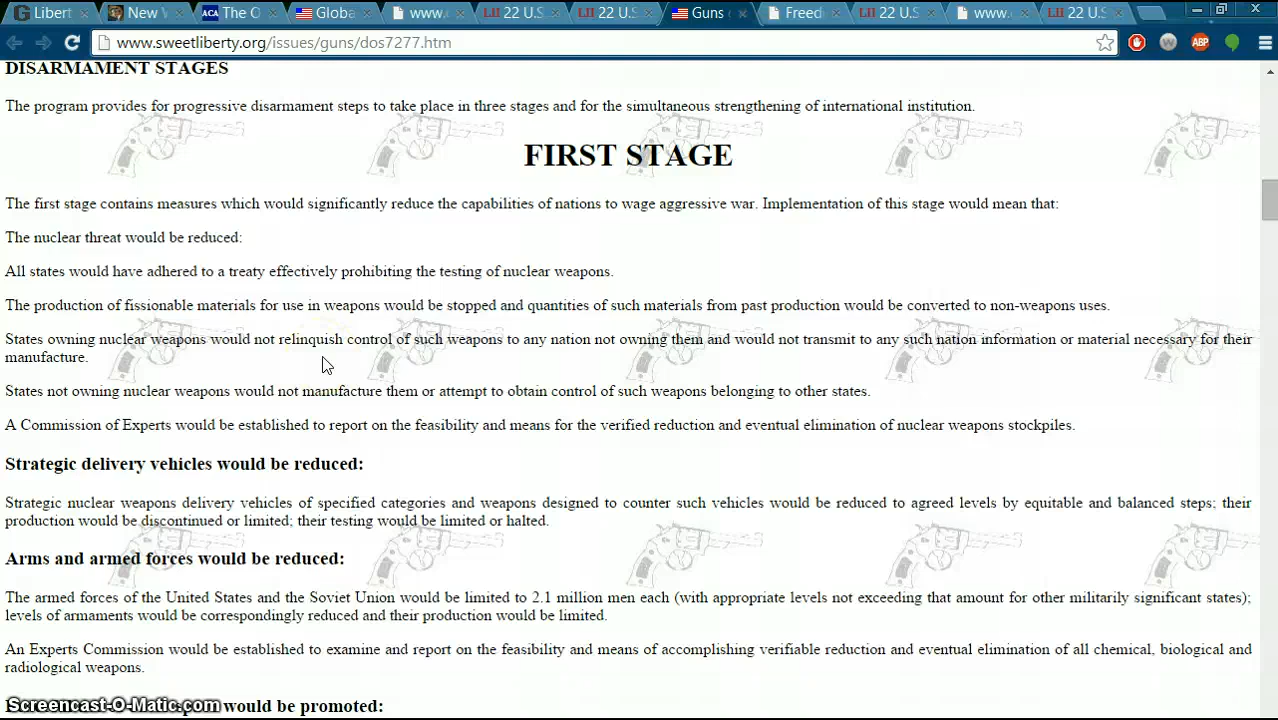 Libert
New
The O
Globa
www.
22 U.S
22 U.S
Guns
Freed
22 U.S
www.
22 U.S
www.sweetliberty.org/issues/guns/dos7277.htm
DISARMAMENT STAGES
The program provides for progressive disarmament steps to take place in three stages and for the simultaneous strengthening of international institution.
FIRST STAGE
The first stage contains measures which would significantly reduce the capabilities of nations to wage aggressive war. Implementation of this stage would mean that:
The nuclear threat would be reduced:
All states would have adhered to a treaty effectively prohibiting the testing of nuclear weapons.
The production of fissionable materials for use in weapons would be stopped and quantities of such materials from past production would be converted to non-weapons uses.
States owning nuclear weapons would not relinquish control of such weapons to any nation not owning them and would not transmit to any such nation information or material necessary for their
manufacture.
States not owning nuclear weapons would not manufacture them or attempt to obtain control of such weapons belonging to other states.
A Commission of Experts would be established to report on the feasibility and means for the verified reduction and eventual elimination of nuclear weapons stockpiles.
Strategic delivery vehicles would be reduced:
Strategic nuclear weapons delivery vehicles of specified categories and weapons designed to counter such vehicles would be reduced to agreed levels by equitable and balanced steps; their
production would be discontinued or limited; their testing would be limited or halted.
Arms and armed forces would be reduced:
The armed forces of the United States and the Soviet Union would be limited to 2.1 million men each (with appropriate levels not exceeding that amount for other militarily significant states);
levels of armaments would be correspondingly reduced and their production would be limited.
An Experts Commission would be established to examine and report on the feasibility and means of accomplishing verifiable reduction and eventual elimination of all chemical, biological and
radiological weapons.
Screencast-O-Matic.com would be promoted: